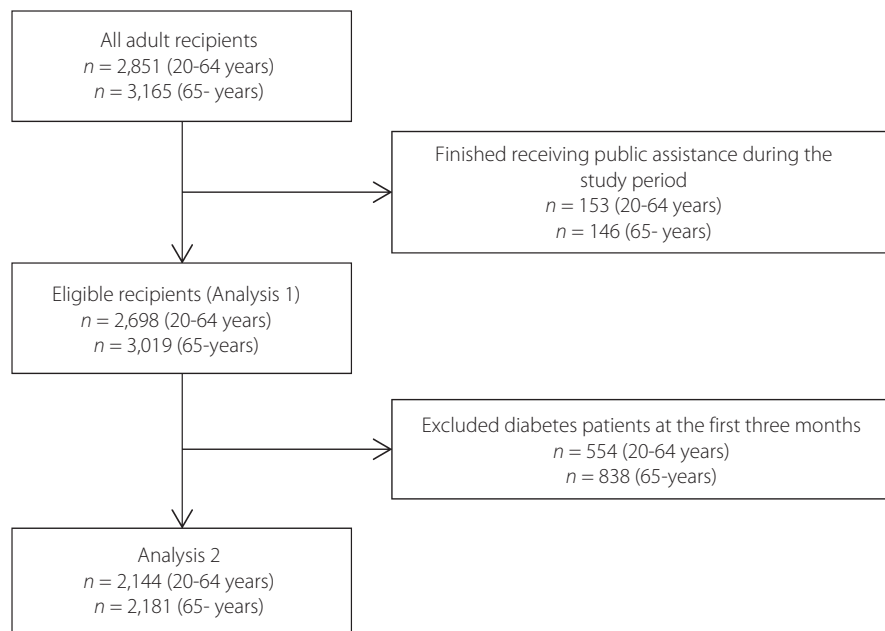 All adult recipients
n = 2,851 (20-64 years)
n = 3,165 (65- years)
Finished receiving public assistance during the
study period
n = 153 (20-64 years)
n = 146 (65- years)
Eligible recipients (Analysis 1)
n = 2,698 (20-64 years)
n = 3,019 (65-years)
Excluded diabetes patients at the first three months
n = 554 (20-64 years)
n = 838 (65-years)
Analysis 2
n = 2,144 (20-64 years)
n = 2,181 (65- years)